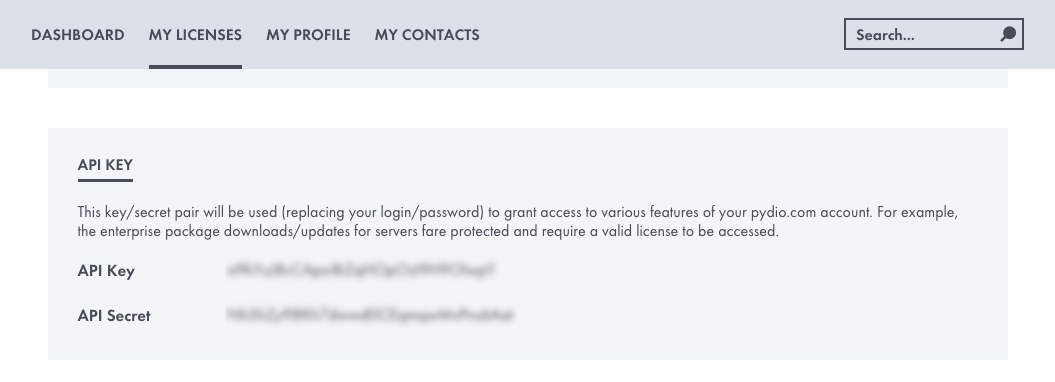 DASHBOARD MY LICENSES MY PROFILE MY CONTACTS Search...
API KEY
This key/secret pair will be used (replacing your login/password) to grant access to various features of your pydio.com account. For example,
the enterprise package downloads/updates for servers fare protected and require a valid license to be accessed.
API Key
API Secret